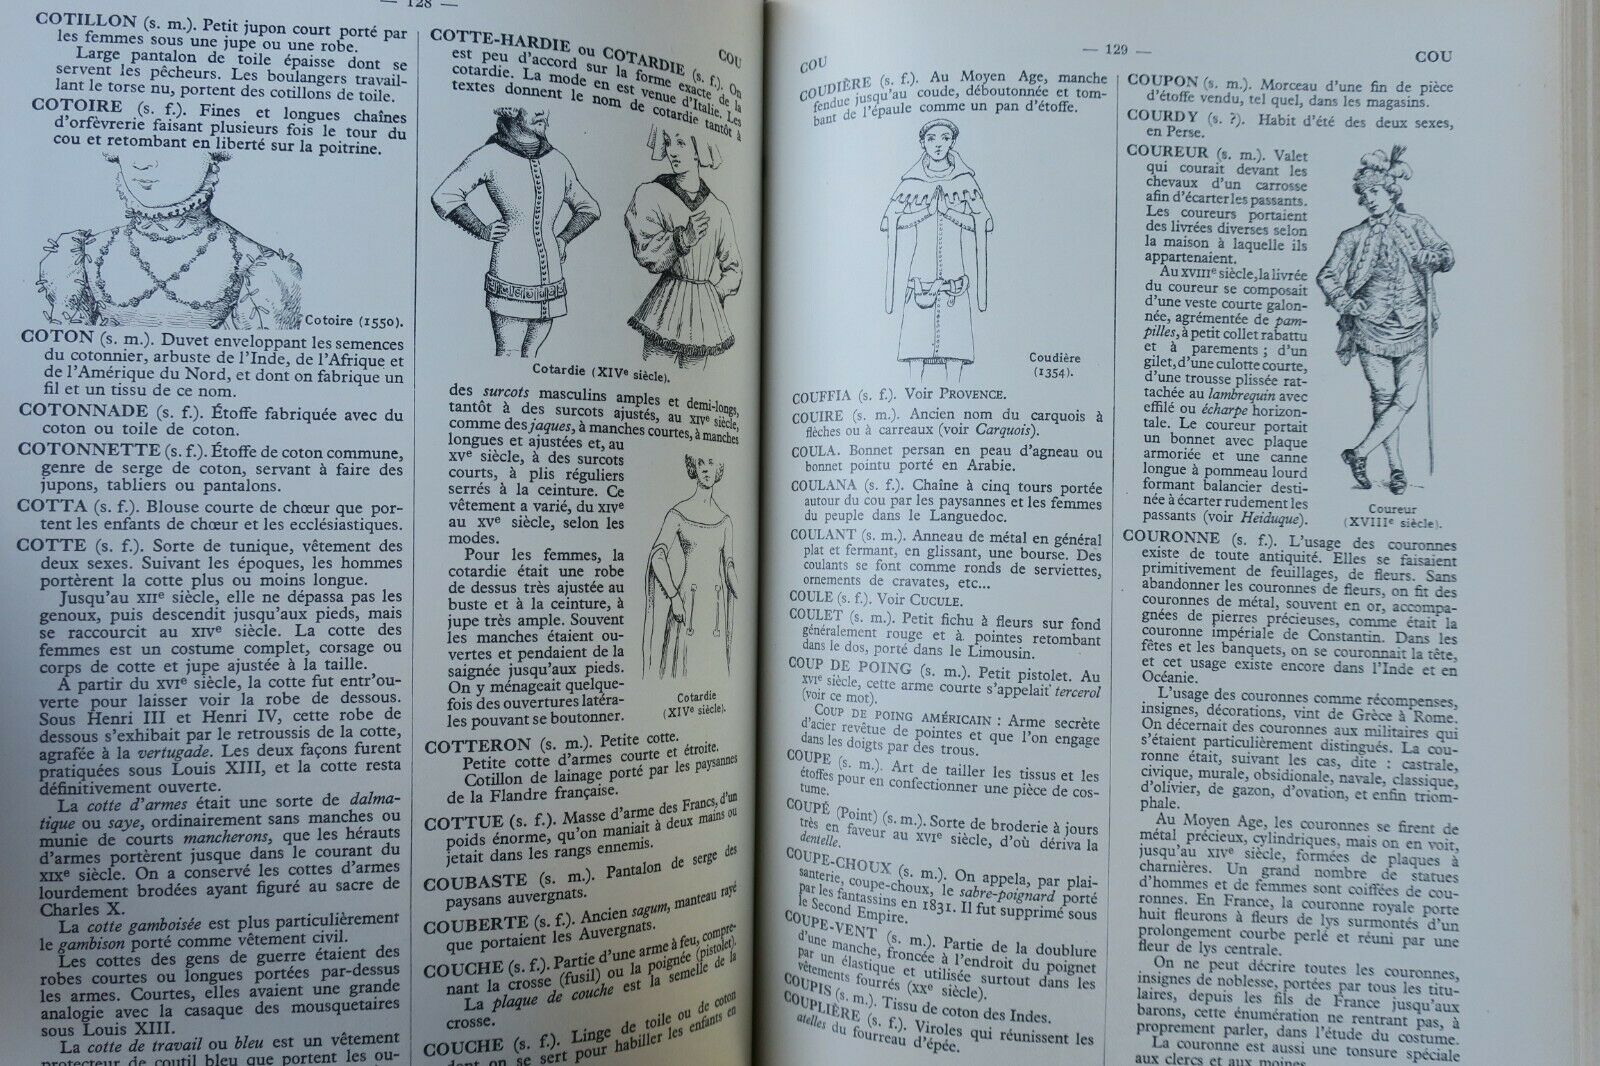 — 128 —
COTILLON (s. m.). Petit jupon court porté par
les femmes sous une jupe ou une robe.
Large pantalon de toile épaisse dont se
servent les pêcheurs. Les boulangers travail-
lant le torse nu, portent des cotillons de toile.
COTOIRE (s. f.). Fines et longues chaînes
d'orfèvrerie faisant plusieurs fois le tour du
cou et retombant en liberté sur la poitrine.
Cotoire (1550).
COTON (s. m.). Duvet enveloppant les semences
du cotonnier, arbuste de l'Inde, de l'Afrique et
de l'Amérique du Nord, et dont on fabrique un
fil et un tissu de ce nom.
COTONNADE (s. f.). Étoffe fabriquée avec du
coton ou toile de coton.
COTONNETTE (s. f.). Étoffe de coton commune,
genre de serge de coton, servant à faire des
jupons, tabliers ou pantalons.
COTTA (s. f.). Blouse courte de chœur que por-
tent les enfants de chœur et les ecclésiastiques.
COTTE (s. f.). Sorte de tunique, vêtement des
deux sexes. Suivant les époques, les hommes
portèrent la cotte plus ou moins longue.
Jusqu'au XIIe siècle, elle ne dépassa pas les
genoux, puis descendit jusqu'aux pieds, mais
se raccourcit au XIVe siècle. La cotte des
femmes est un costume complet, corsage ou
corps de cotte et jupe ajustée à la taille.
A partir du XVIe siècle, la cotte fut entr'ou-
verte pour laisser voir la robe de dessous.
Sous Henri III et Henri IV, cette robe de
dessous s'exhibait par le retroussis de la cotte,
agrafée à la vertugade. Les deux façons furent
pratiquées sous Louis XIII, et la cotte resta
définitivement ouverte.
La cotte d'armes était une sorte de dalma-
tique ou saye, ordinairement sans manches ou
munie de courts mancherons, que les hérauts
d'armes portèrent jusque dans le courant du
XIXe siècle. On a conservé les cottes d'armes
lourdement brodées ayant figuré au sacre de
Charles X.
La cotte gamboisée est plus particulièrement
le gambison porté comme vêtement civil.
Les cottes des gens de guerre étaient des
robes courtes ou longues portées par-dessus
les armes. Courtes, elles avaient une grande
analogie avec la casaque des mousquetaires
sous Louis XIII.
La cotte de travail ou bleu est un vêtement
protecteur de coutil bleu que portent les ou-
COU
COTTE-HARDIE ou COTARDIE (s. f.). On
est peu d'accord sur la forme exacte de la
cotardie. La mode en est venue d'Italie. Les
textes donnent le nom de cotardie tantôt à
Cotardie (XIVe siècle).
des surcots masculins amples et demi-longs,
tantôt à des surcots ajustés, au XIVe siècle,
comme des jaques, à manches courtes, à manches
longues et ajustées et, au
XVe siècle, à des surcots
courts, à plis réguliers
serrés à la ceinture. Ce
vêtement a varié, du XIVe
au XVe siècle, selon les
modes.
Pour les femmes, la
cotardie était une robe
de dessus très ajustée au
buste et à la ceinture, à
jupe très ample. Souvent
les manches étaient ou-
vertes et pendaient de la
saignée jusqu'aux pieds.
On y ménageait quelque-
fois des ouvertures latéra-
les pouvant se boutonner.
Cotardie
(XIVe siècle).
COTTERON (s. m.). Petite cotte.
Petite cotte d'armes courte et étroite.
Cotillon de lainage porté par les paysannes
de la Flandre française.
COTTUE (s. f.). Masse d'arme des Francs, d'un
poids énorme, qu'on maniait à deux mains ou
jetait dans les rangs ennemis.
COUBASTE (s. m.). Pantalon de serge des
paysans auvergnats.
COUBERTE (s. f.). Ancien sagum, manteau rayé
que portaient les Auvergnats.
COUCHE (s. f.). Partie d'une arme à feu, compre-
nant la crosse (fusil) ou la poignée (pistolet).
La plaque de couche est la semelle de la
crosse.
COUCHE (s. f.). Linge de toile ou de coton
dont on se sert pour habiller les enfants en
COU
— 129 —
COU
COUDIÈRE (s. f.). Au Moyen Age, manche
fendue jusqu'au coude, déboutonnée et tom-
bant de l'épaule comme un pan d'étoffe.
Coudière
(1354).
COUFFIA (s. f.). Voir PROVENCE.
COUIRE (s. m.). Ancien nom du carquois à
flèches ou à carreaux (voir Carquois).
COULA. Bonnet persan en peau d'agneau ou
bonnet pointu porté en Arabie.
COULANA (s. f.). Chaîne à cinq tours portée
autour du cou par les paysannes et les femmes
du peuple dans le Languedoc.
COULANT (s. m.). Anneau de métal en général
plat et fermant, en glissant, une bourse. Des
coulants se font comme ronds de serviettes,
ornements de cravates, etc...
COULE (s. f.). Voir CUCULE.
COULET (s. m.). Petit fichu à fleurs sur fond
généralement rouge et à pointes retombant
dans le dos, porté dans le Limousin.
COUP DE POING (s. m.). Petit pistolet. Au
XVIe siècle, cette arme courte s'appelait tercerol
(voir ce mot).
COUP DE POING AMÉRICAIN : Arme secrète
d'acier revêtue de pointes et que l'on engage
dans les doigts par des trous.
COUPE (s. m.). Art de tailler les tissus et les
étoffes pour en confectionner une pièce de cos-
tume.
COUPÉ (Point) (s. m.). Sorte de broderie à jours
très en faveur au XVIe siècle, d'où dériva la
dentelle.
COUPE-CHOUX (s. m.). On appela, par plai-
santerie, coupe-choux, le sabre-poignard porté
par les fantassins en 1831. Il fut supprimé sous
le Second Empire.
COUPE-VENT (s. m.). Partie de la doublure
d'une manche, froncée à l'endroit du poignet
par un élastique et utilisée surtout dans les
vêtements fourrés (XXe siècle).
COUPIS (s. m.). Tissu de coton des Indes.
COUPLIÈRE (s. f.). Viroles qui réunissent les
attelles du fourreau d'épée.
COUPON (s. m.). Morceau d'une fin de pièce
d'étoffe vendu, tel quel, dans les magasins.
COURDY (s. ?). Habit d'été des deux sexes,
en Perse.
COUREUR (s. m.). Valet
qui courait devant les
chevaux d'un carrosse
afin d'écarter les passants.
Les coureurs portaient
des livrées diverses selon
la maison à laquelle ils
appartenaient.
Au XVIIIe siècle, la livrée
du coureur se composait
d'une veste courte galon-
née, agrémentée de pam-
pilles, à petit collet rabattu
et à parements ; d'un
gilet, d'une culotte courte,
d'une trousse plissée rat-
tachée au lambrequin avec
effilé ou écharpe horizon-
tale. Le coureur portait
un bonnet avec plaque
armoriée et une canne
longue à pommeau lourd
formant balancier desti-
née à écarter rudement les
passants (voir Heiduque).
Coureur
(XVIIIe siècle).
COURONNE (s. f.). L'usage des couronnes
existe de toute antiquité. Elles se faisaient
primitivement de feuillages, de fleurs. Sans
abandonner les couronnes de fleurs, on fit des
couronnes de métal, souvent en or, accompa-
gnées de pierres précieuses, comme était la
couronne impériale de Constantin. Dans les
fêtes et les banquets, on se couronnait la tête,
et cet usage existe encore dans l'Inde et en
Océanie.
L'usage des couronnes comme récompenses,
insignes, décorations, vint de Grèce à Rome.
On décernait des couronnes aux militaires qui
s'étaient particulièrement distingués. La cou-
ronne était, suivant les cas, dite : castrale,
civique, murale, obsidionale, navale, classique,
d'olivier, de gazon, d'ovation, et enfin triom-
phale.
Au Moyen Age, les couronnes se firent de
métal précieux, cylindriques, mais on en voit,
jusqu'au XIVe siècle, formées de plaques à
charnières. Un grand nombre de statues
d'hommes et de femmes sont coiffées de cou-
ronnes. En France, la couronne royale porte
huit fleurons à fleurs de lys surmontés d'un
prolongement courbe perlé et réuni par une
fleur de lys centrale.
On ne peut décrire toutes les couronnes,
insignes de noblesse, portées par tous les titu-
laires, depuis les fils de France jusqu'aux
barons, cette énumération ne rentrant pas, à
proprement parler, dans l'étude du costume.
La couronne est aussi une tonsure spéciale
aux clercs et aux moines.